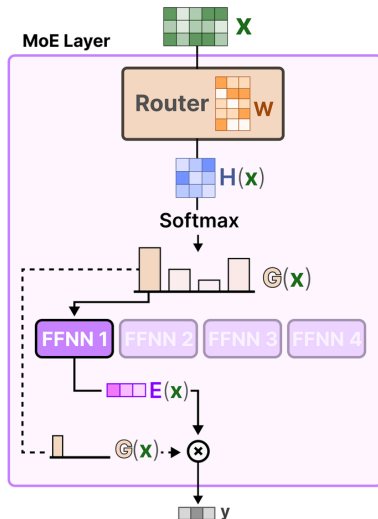 X
MoE Layer
Router
W
H(x)
Softmax
G(x)
FFNN 1 FFNN 2 FFNN 3 FFNN 4
E(x)
G(x)
y